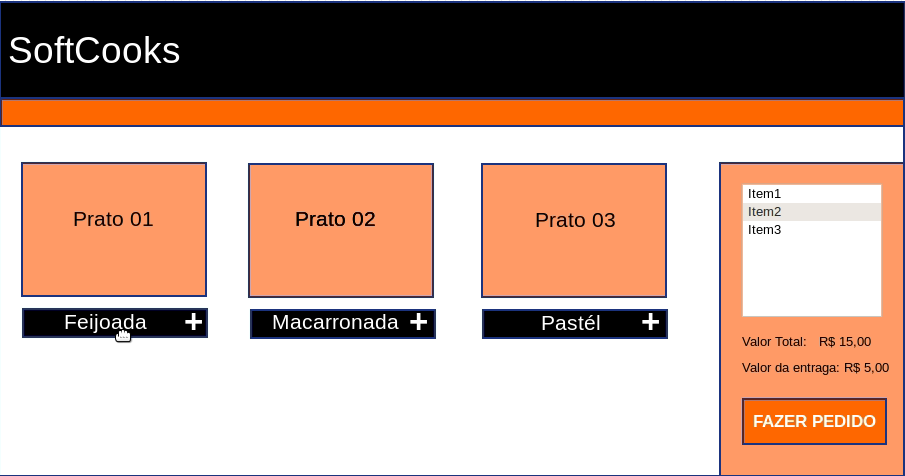 SoftCooks
Prato 01
Prato 02
Prato 03
Feijoada +
Macarronada +
Pastél +
Item1
Item2
Item3
Valor Total: R$ 15,00
Valor da entraga: R$ 5,00
FAZER PEDIDO